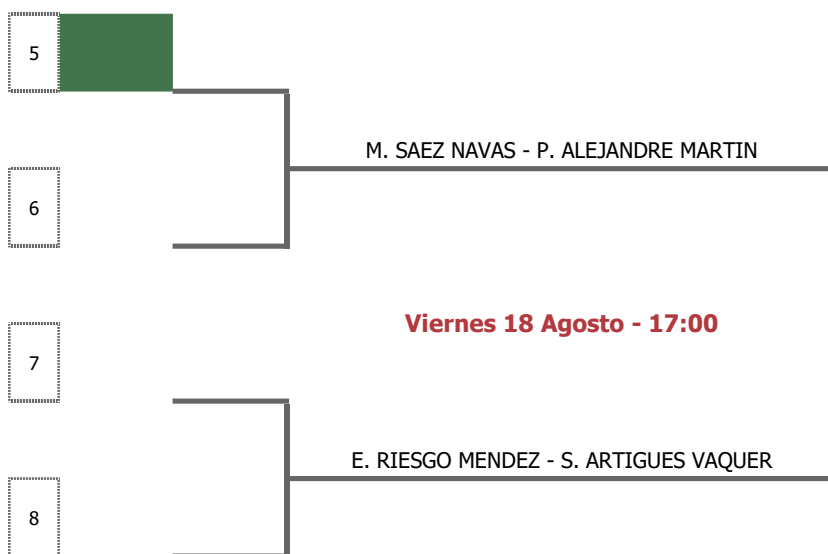 5
M. SAEZ NAVAS - P. ALEJANDRE MARTIN
6
Viernes 18 Agosto - 17:00
7
E. RIESGO MENDEZ - S. ARTIGUES VAQUER
8